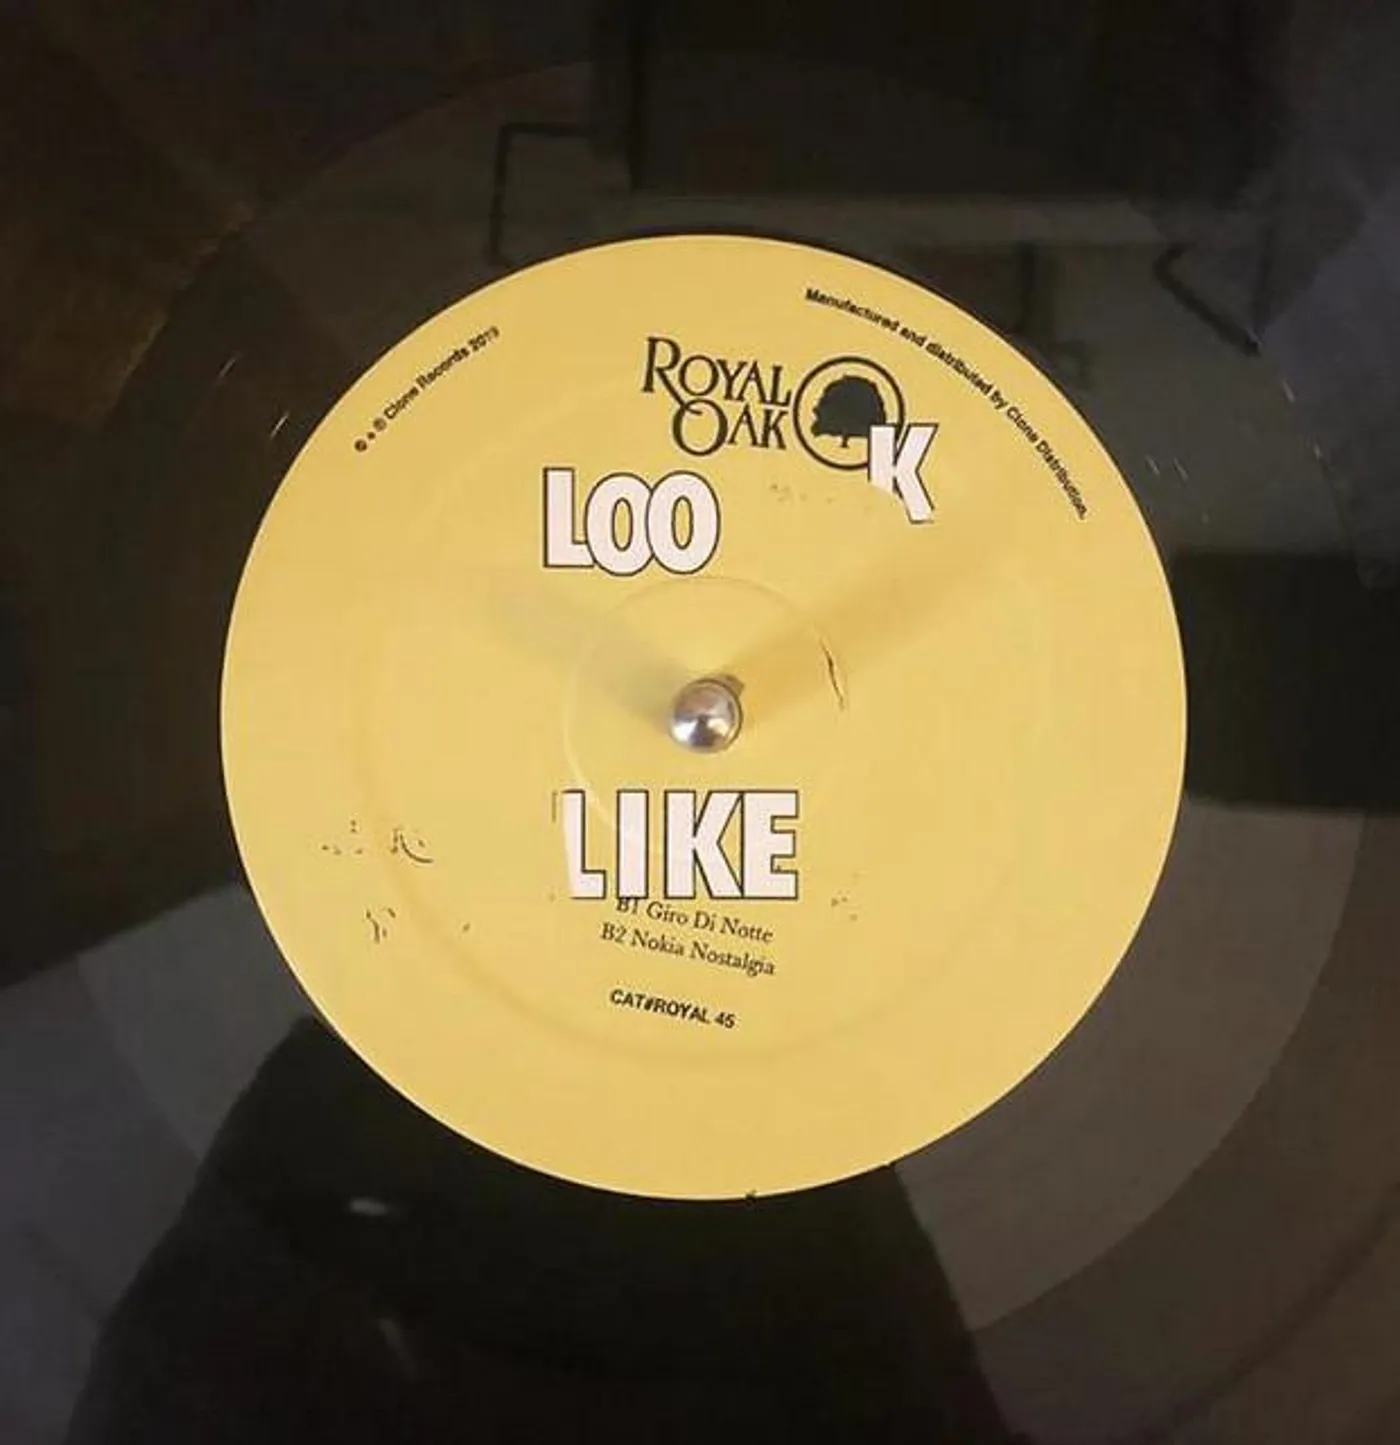 ℗ + © Clone Records 2019
Manufactured and distributed by Clone Distribution.
ROYAL
OAK
LOO K
LIKE
B1 Giro Di Notte
B2 Nokia Nostalgia
CAT#ROYAL 45